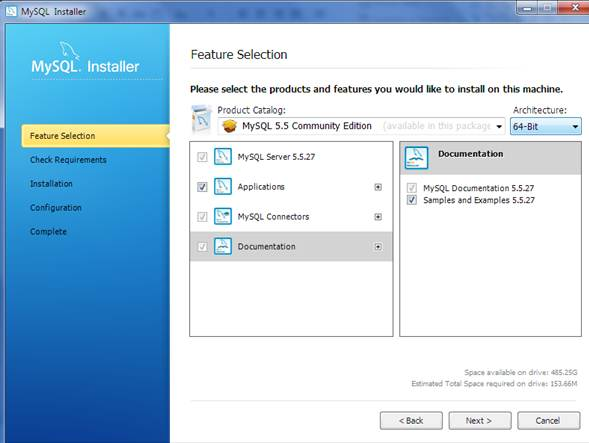 MySQL Installer
MySQL. Installer
Feature Selection
Check Requirements
Installation
Configuration
Complete
Feature Selection
Please select the products and features you would like to install on this machine.
Product Catalog:
Architecture:
MySQL 5.5 Community Edition (available in this package
64-Bit
MySQL Server 5.5.27
Applications
MySQL Connectors
Documentation
Documentation
MySQL Documentation 5.5.27
Samples and Examples 5.5.27
Space available on drive: 485.25G
Estimated Total Space required on drive: 153.66M
< Back
Next >
Cancel